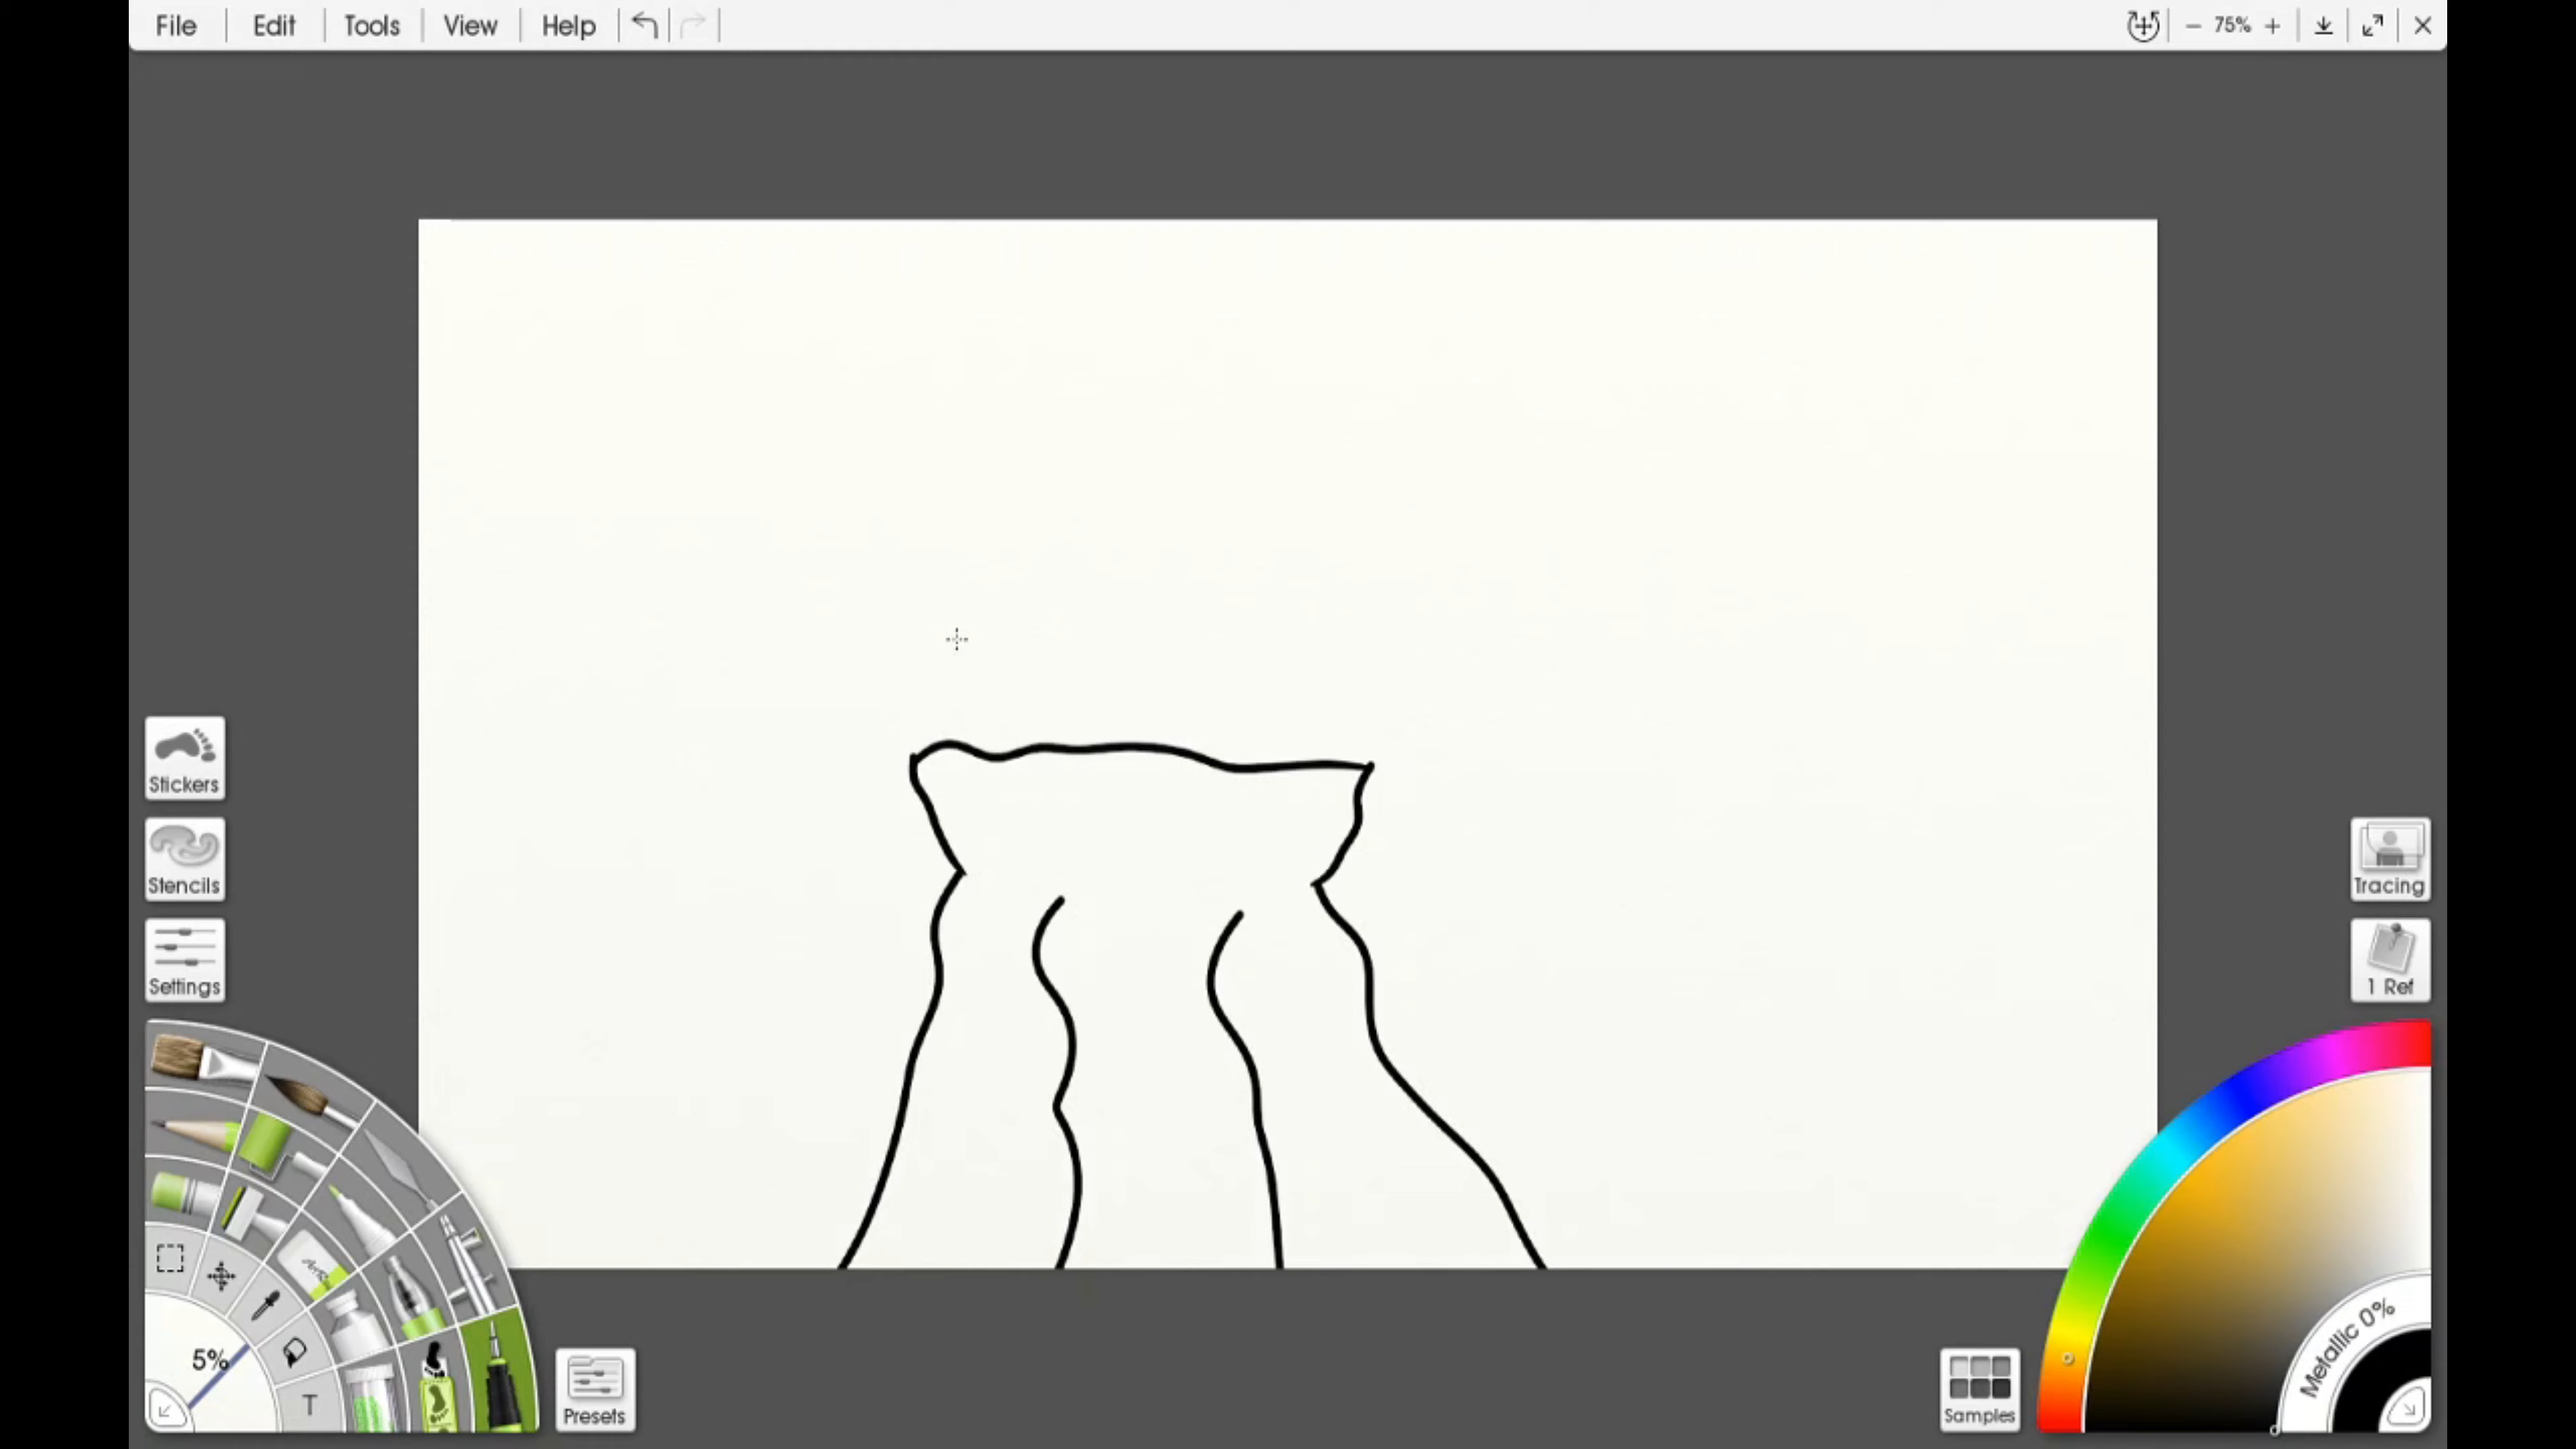 File Edit Tools View Help 75%
Stickers
Stencils
Settings
Tracing
1 Ref
5%
T
Presets
Samples
Metallic 0%